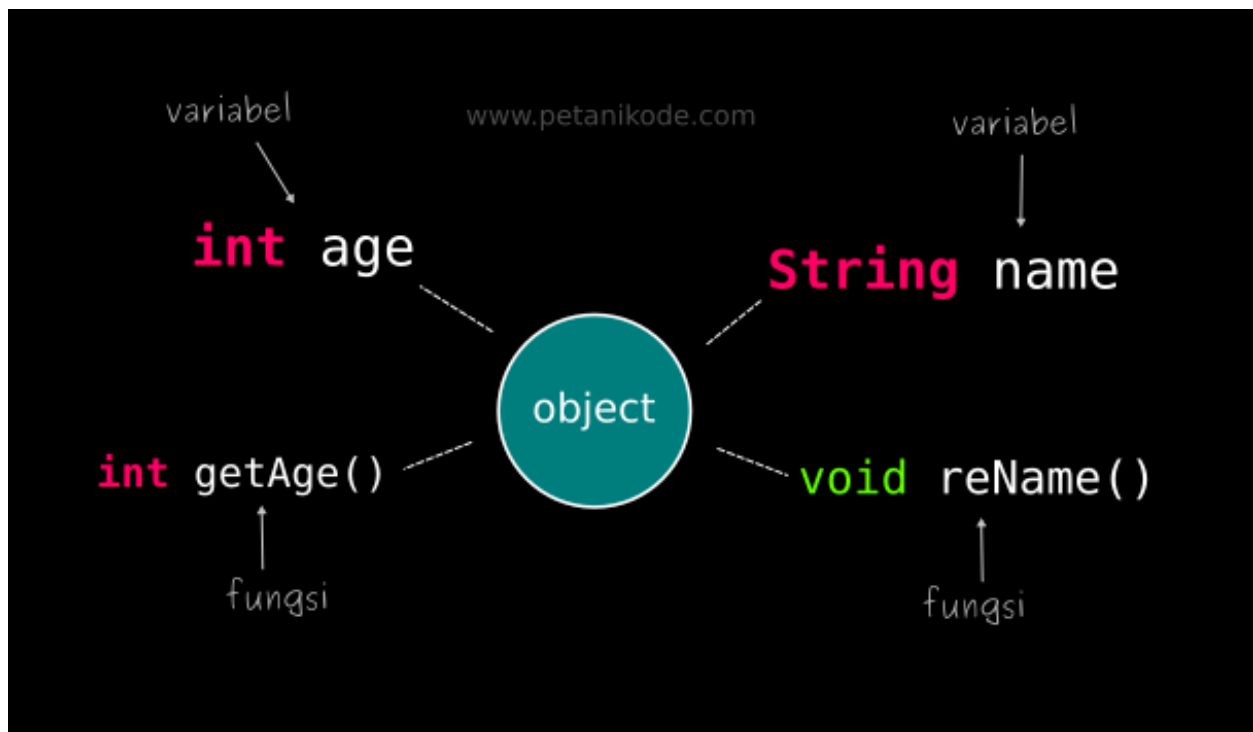 variabel
www.petanikode.com
variabel
int age
String name
object
int getAge()
void reName()
fungsi
fungsi